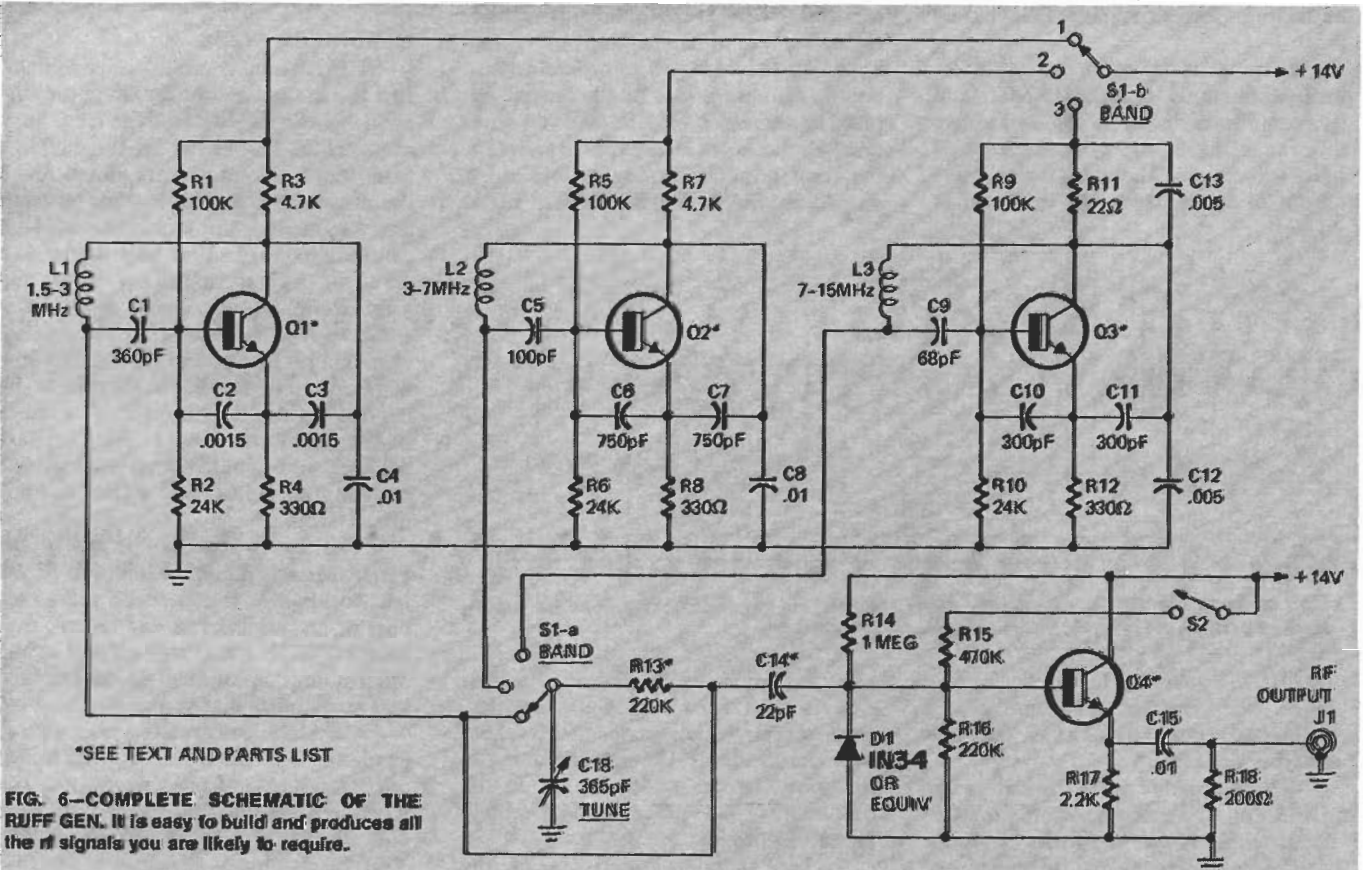 1
2
+ 14V
S1-b
BAND
3
R1
100K
R3
4.7K
R5
100K
R7
4.7K
R9
100K
R11
22Ω
C13
.005
L1
1.5-3
MHz
C1
360pF
Q1*
L2
3-7MHz
C5
100pF
Q2*
L3
7-15MHz
C9
68pF
Q3*
C2
.0015
C3
.0015
C6
750pF
C7
750pF
C10
300pF
C11
300pF
R2
24K
R4
330Ω
C4
.01
R6
24K
R8
330Ω
C8
.01
R10
24K
R12
330Ω
C12
.005
+ 14V
S1-a
BAND
R13*
220K
C14*
22pF
R14
1 MEG
R15
470K
S2
Q4*
RF
OUTPUT
J1
C18
365pF
TUNE
D1
IN34
OR
EQUIV
R16
220K
C15
.01
R17
2.2K
R18
200Ω
*SEE TEXT AND PARTS LIST
FIG. 6—COMPLETE SCHEMATIC OF THE
RUFF GEN. It is easy to build and produces all
the rf signals you are likely to require.